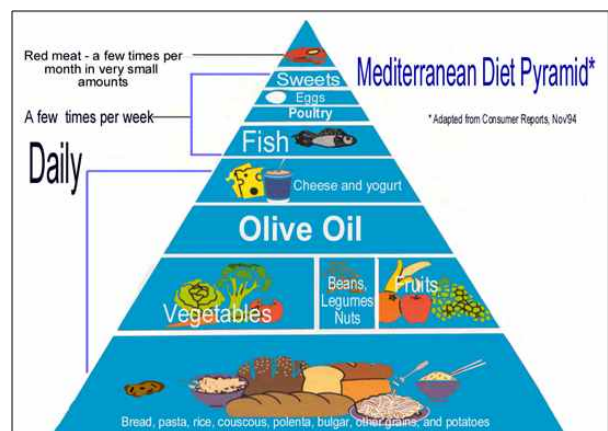 Mediterranean Diet Pyramid*
* Adapted from Consumer Reports, Nov94
Red meat - a few times per
month in very small
amounts
A few times per week
Daily
Sweets
Eggs
Poultry
Fish
Cheese and yogurt
Olive Oil
Vegetables
Beans,
Legumes
Nuts
Fruits
Bread, pasta, rice, couscous, polenta, bulgar, other grains, and potatoes